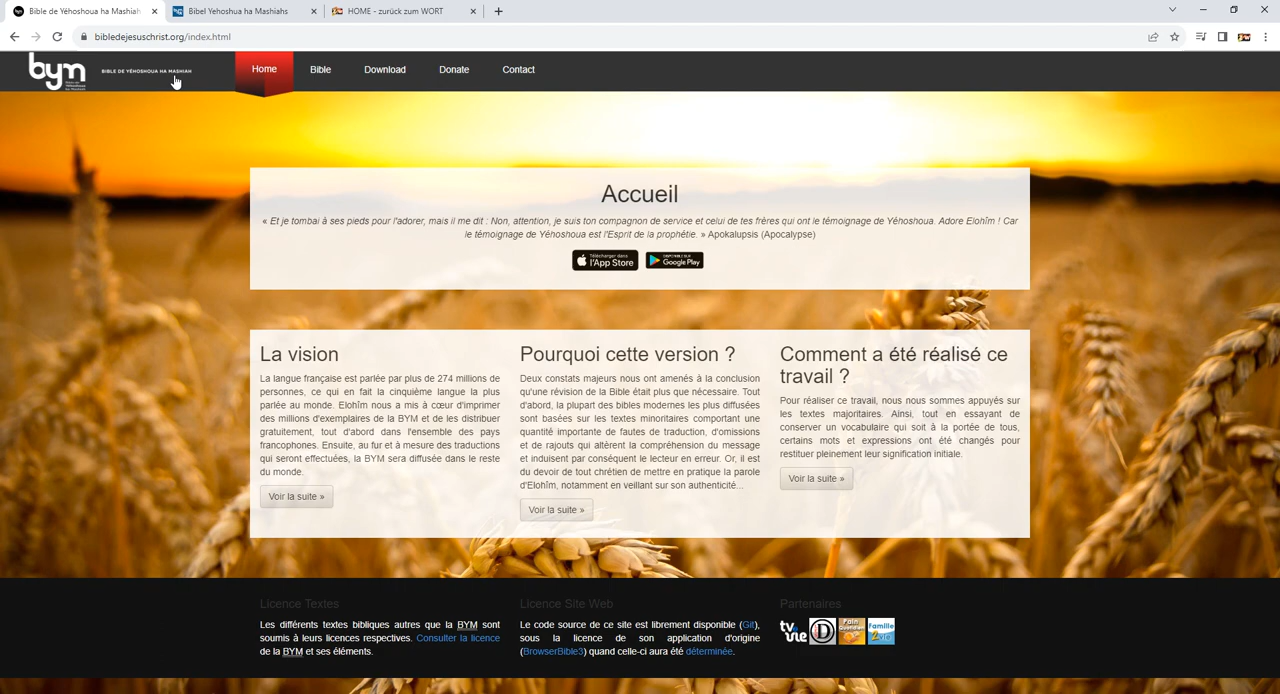 Bible de Yéhoshoua ha Mashiah
Bibel Yehoshua ha Mashiahs
HOME - zurück zum WORT
bibledejesuschrist.org/index.html
bym
BIBLE DE YÉHOSHOUA HA MASHIAH
Home
Bible
Download
Donate
Contact
Accueil
« Et je tombai à ses pieds pour l'adorer, mais il me dit : Non, attention, je suis ton compagnon de service et celui de tes frères qui ont le témoignage de Yéhoshoua. Adore Elohîm ! Car
le témoignage de Yéhoshoua est l'Esprit de la prophétie. » Apokalupsis (Apocalypse)
Télécharger dans
l'App Store
DISPONIBLE SUR
Google Play
La vision
La langue française est parlée par plus de 274 millions de
personnes, ce qui en fait la cinquième langue la plus
parlée au monde. Elohîm nous a mis à cœur d'imprimer
des millions d'exemplaires de la BYM et de les distribuer
gratuitement, tout d'abord dans l'ensemble des pays
francophones. Ensuite, au fur et à mesure des traductions
qui seront effectuées, la BYM sera diffusée dans le reste
du monde.
Voir la suite »
Pourquoi cette version ?
Deux constats majeurs nous ont amenés à la conclusion
qu'une révision de la Bible était plus que nécessaire. Tout
d'abord, la plupart des bibles modernes les plus diffusées
sont basées sur les textes minoritaires comportant une
quantité importante de fautes de traduction, d'omissions
et de rajouts qui altèrent la compréhension du message
et induisent par conséquent le lecteur en erreur. Or, il est
du devoir de tout chrétien de mettre en pratique la parole
d'Elohîm, notamment en veillant sur son authenticité...
Voir la suite »
Comment a été réalisé ce
travail ?
Pour réaliser ce travail, nous nous sommes appuyés sur
les textes majoritaires. Ainsi, tout en essayant de
conserver un vocabulaire qui soit à la portée de tous,
certains mots et expressions ont été changés pour
restituer pleinement leur signification initiale.
Voir la suite »
Licence Textes
Les différents textes bibliques autres que la BYM sont
soumis à leurs licences respectives. Consulter la licence
de la BYM et ses éléments.
Licence Site Web
Le code source de ce site est librement disponible (Git),
sous la licence de son application d'origine
(BrowserBible3) quand celle-ci aura été déterminée.
Partenaires
tv
vie
D
Pain
Quotidien
Famille
2 vie